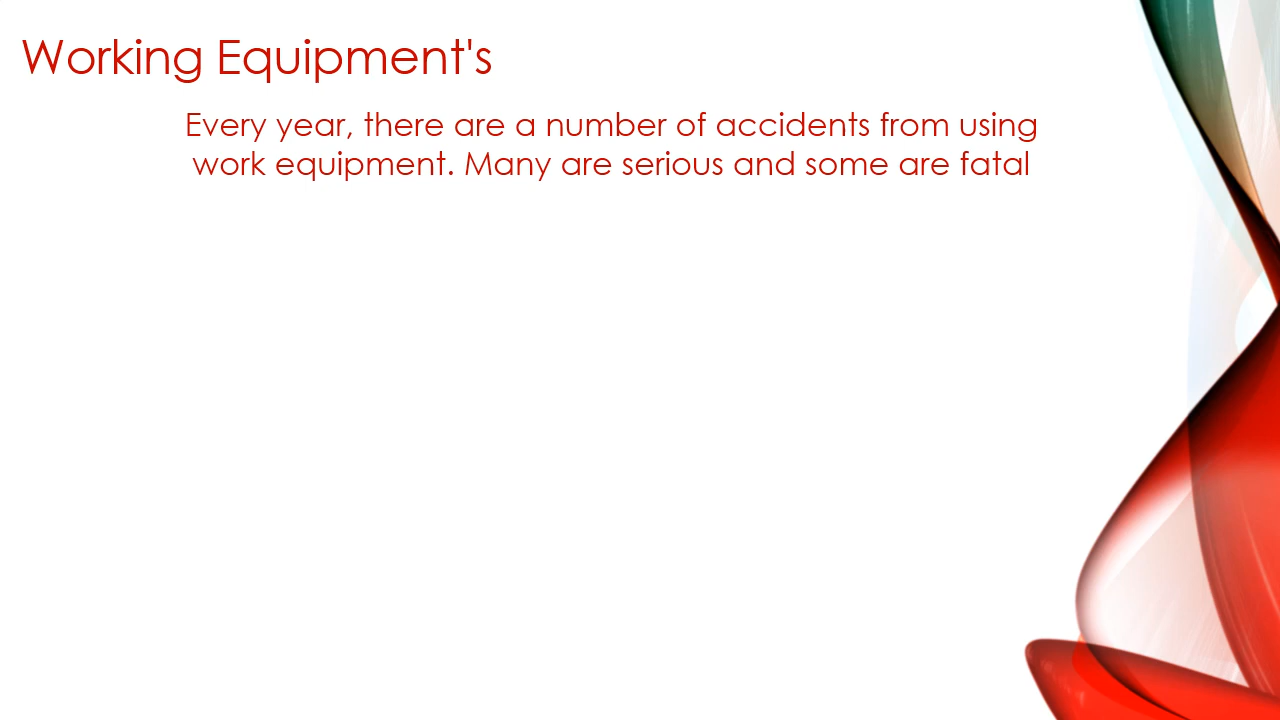 Working Equipment's
Every year, there are a number of accidents from using
work equipment. Many are serious and some are fatal